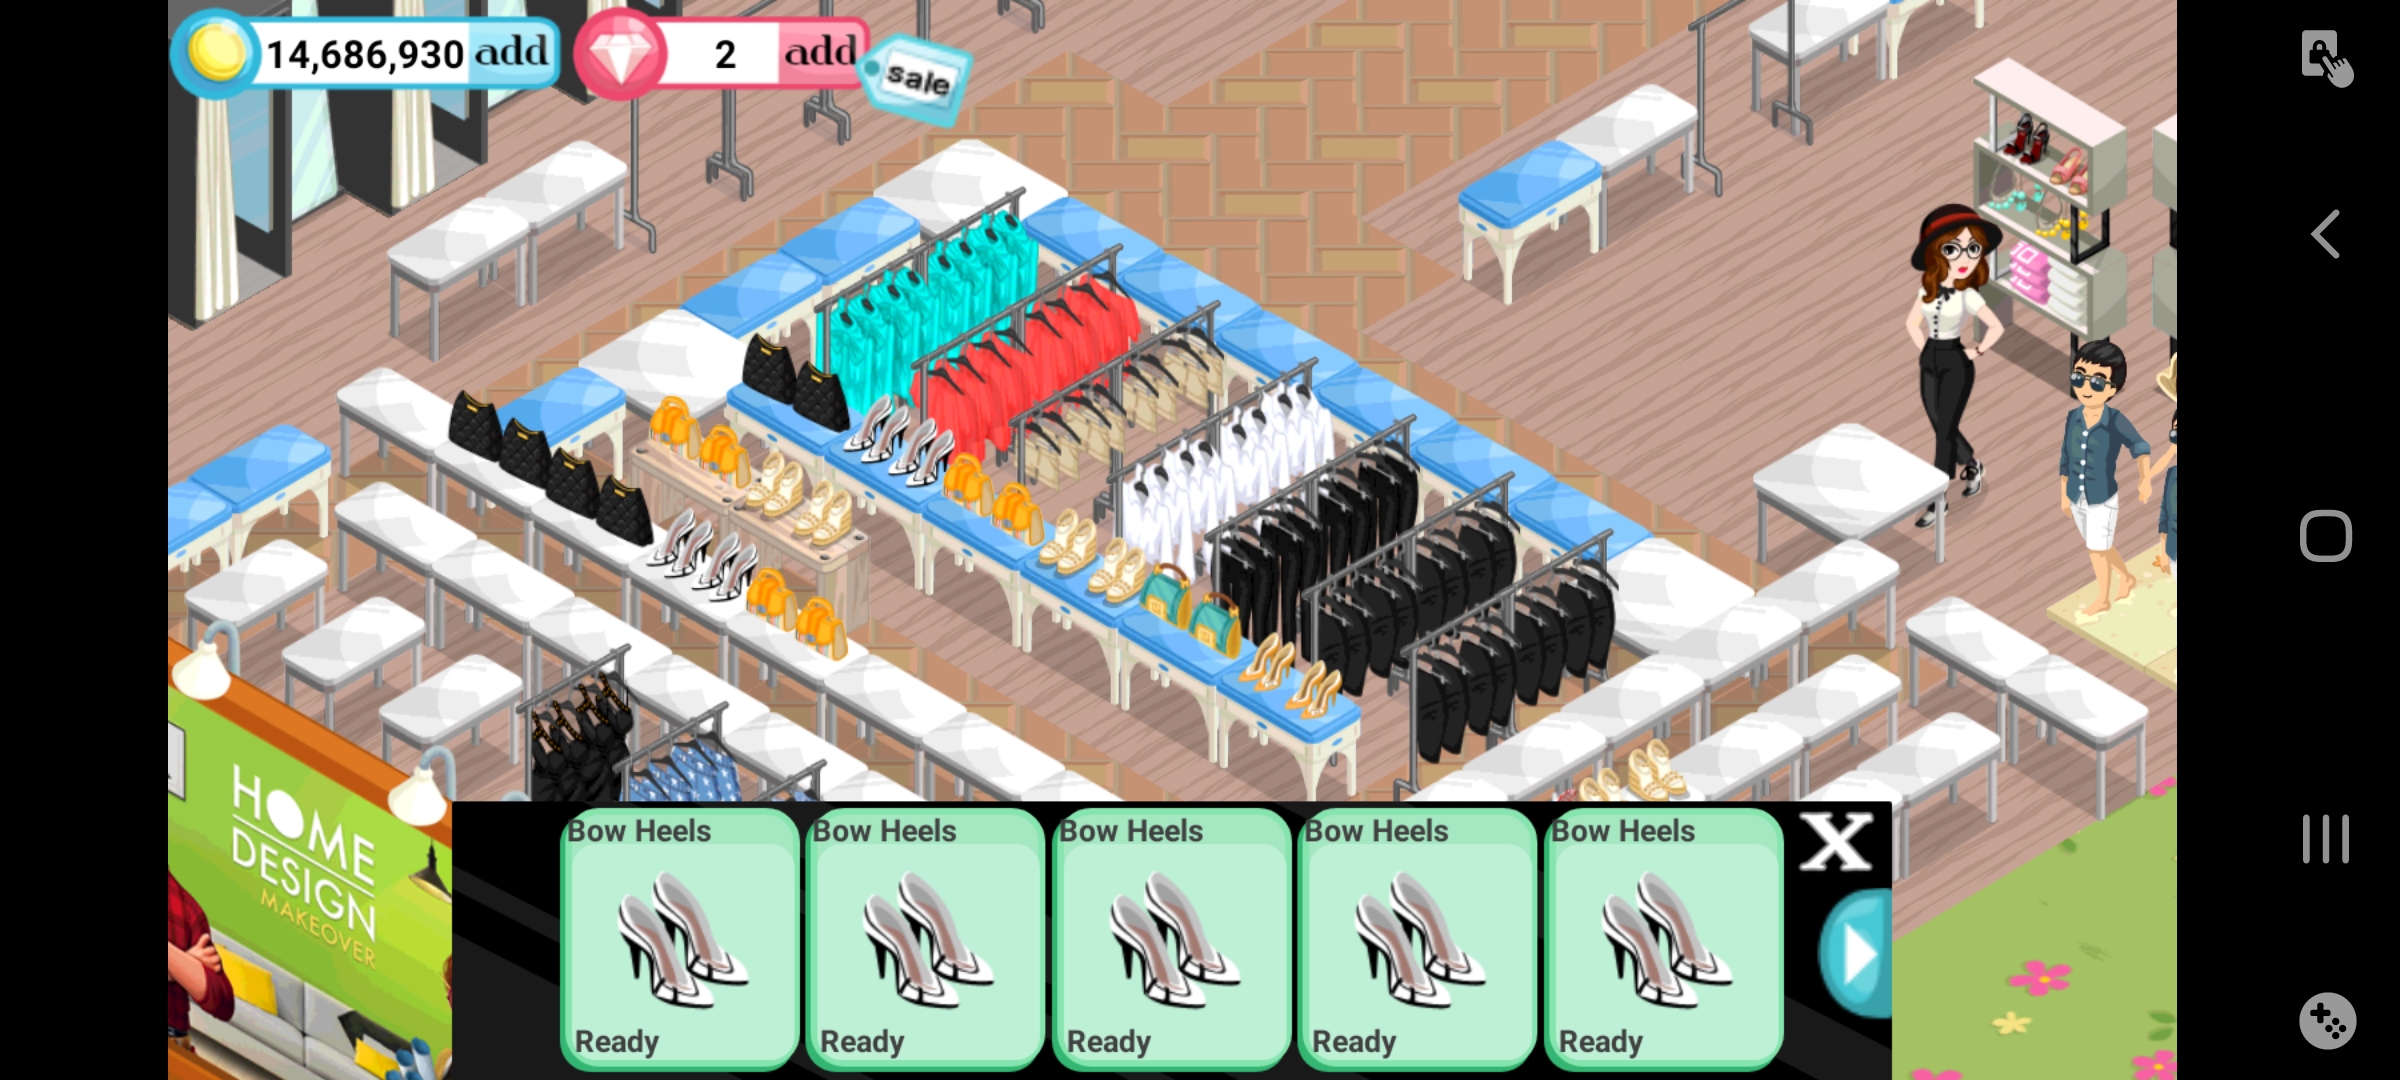 14,686,930 add
2 add
sale
HOME
DESIGN
MAKEOVER
Bow Heels
Ready
Bow Heels
Ready
Bow Heels
Ready
Bow Heels
Ready
Bow Heels
Ready
X